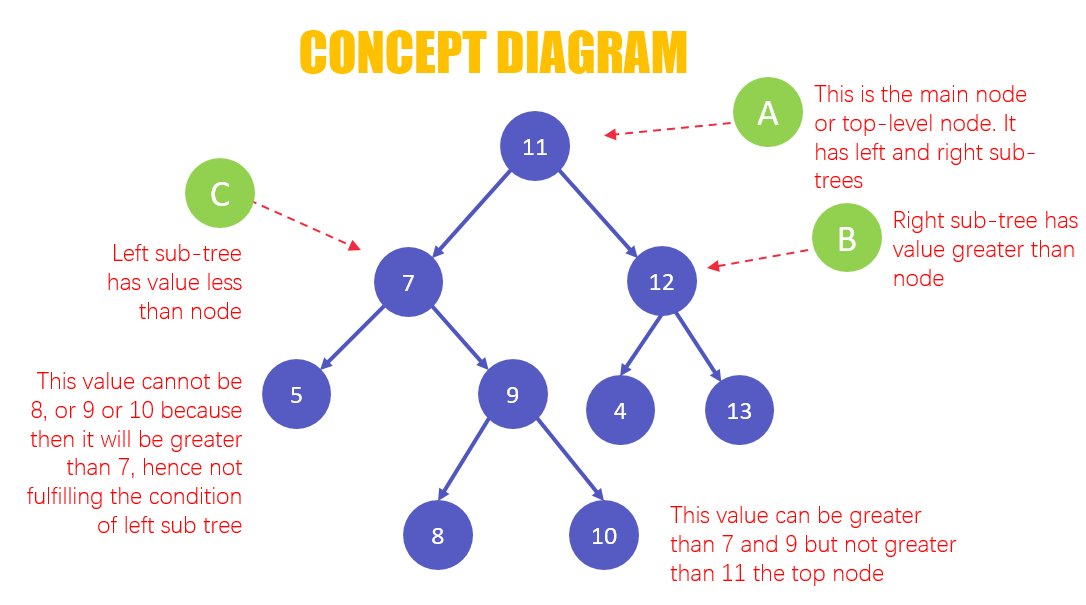 CONCEPT DIAGRAM
A
This is the main node
or top-level node. It
has left and right sub-
trees
11
C
B
Right sub-tree has
value greater than
node
Left sub-tree
has value less
than node
7
12
This value cannot be
8, or 9 or 10 because
then it will be greater
than 7, hence not
fulfilling the condition
of left sub tree
5
9
4
13
8
10
This value can be greater
than 7 and 9 but not greater
than 11 the top node